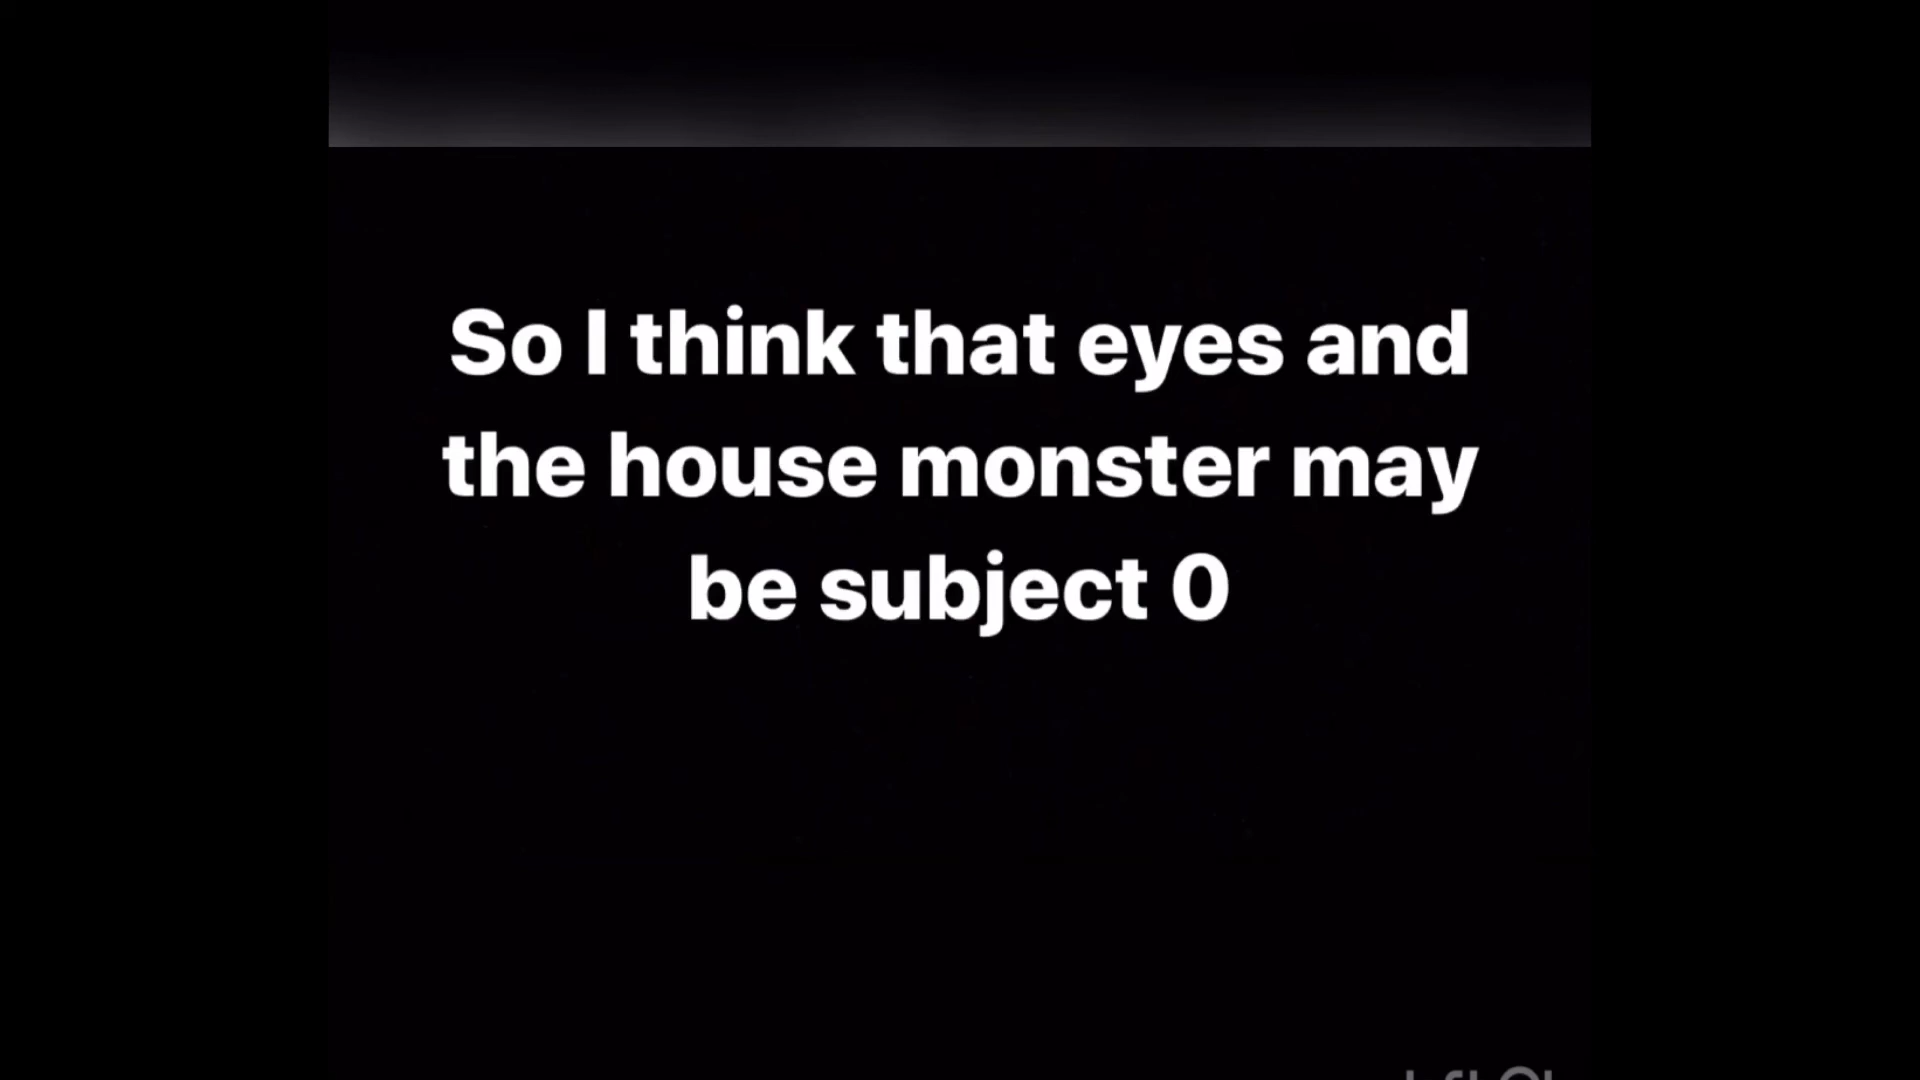 So I think that eyes and
the house monster may
be subject 0